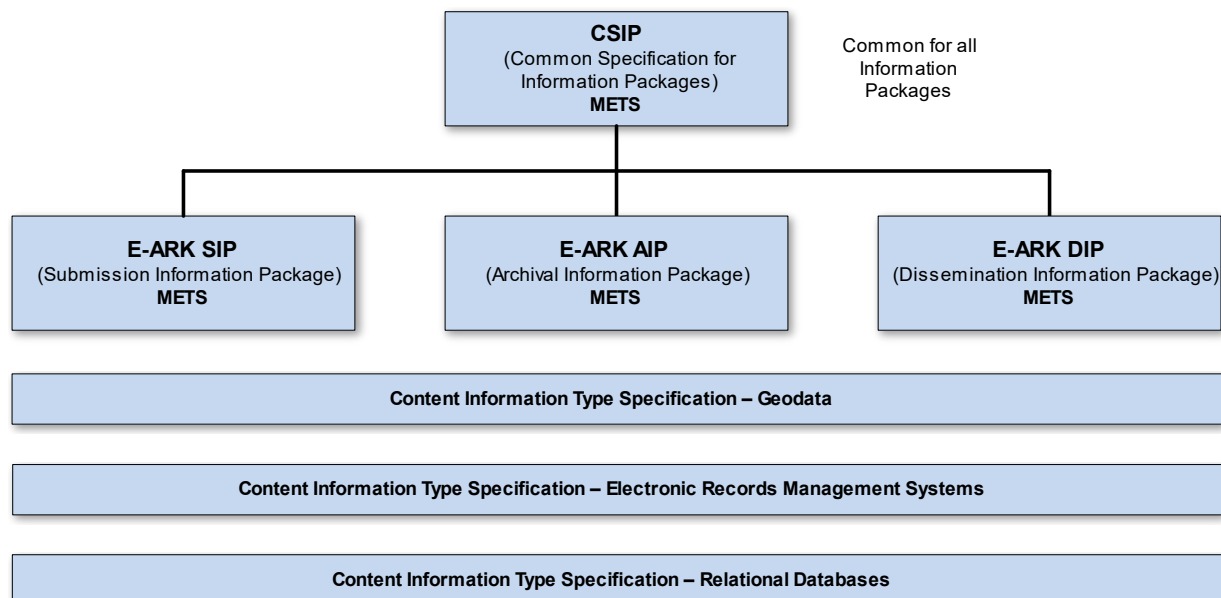 CSIP
(Common Specification for
Information Packages)
METS
Common for all
Information
Packages
E-ARK SIP
(Submission Information Package)
METS
E-ARK AIP
(Archival Information Package)
METS
E-ARK DIP
(Dissemination Information Package)
METS
Content Information Type Specification – Geodata
Content Information Type Specification – Electronic Records Management Systems
Content Information Type Specification – Relational Databases